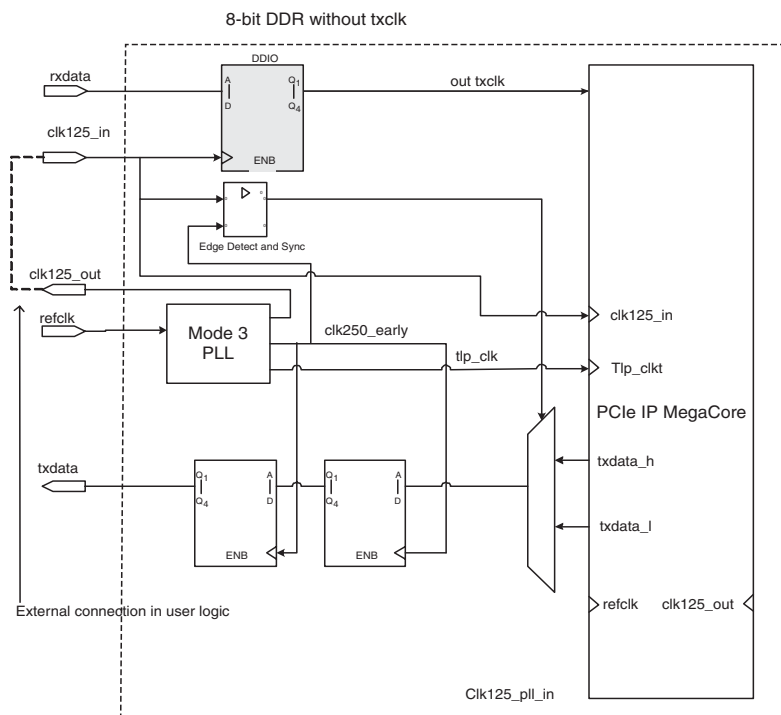 8-bit DDR without txclk
DDIO
rxdata
A
D
Q1
Q4
out txclk
clk125_in
ENB
Edge Detect and Sync
clk125_out
refclk
Mode 3
PLL
clk250_early
tlp_clk
clk125_in
Tlp_clkt
PCIe IP MegaCore
txdata
Q1
Q4
A
D
ENB
Q1
Q4
A
D
ENB
txdata_h
txdata_l
External connection in user logic
refclk
clk125_out
Clk125_pll_in